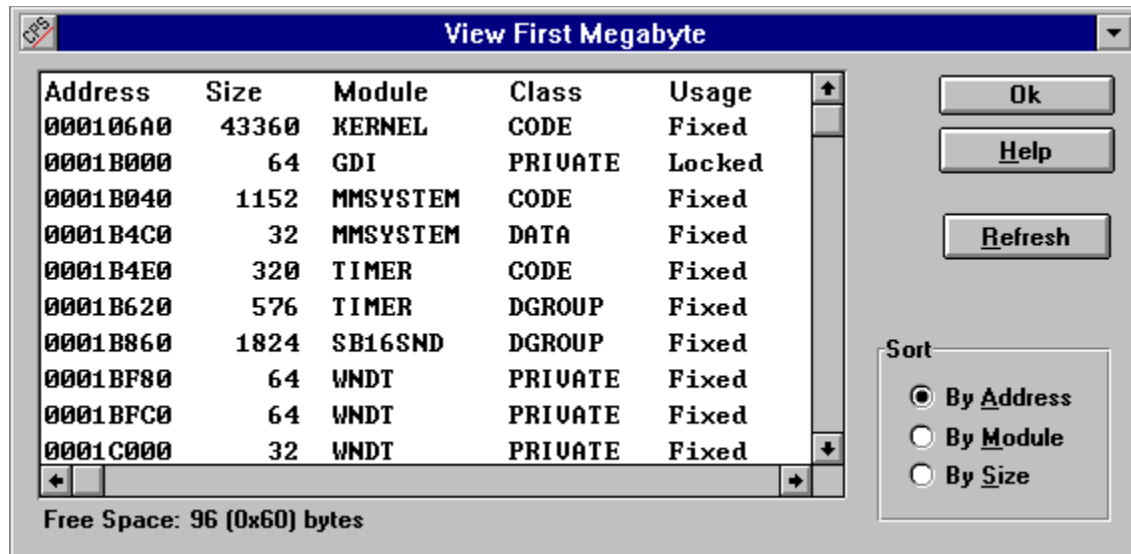 CPS
View First Megabyte
Address Size Module Class Usage
000106A0 43360 KERNEL CODE Fixed
0001B000 64 GDI PRIVATE Locked
0001B040 1152 MMSYSTEM CODE Fixed
0001B4C0 32 MMSYSTEM DATA Fixed
0001B4E0 320 TIMER CODE Fixed
0001B620 576 TIMER DGROUP Fixed
0001B860 1824 SB16SND DGROUP Fixed
0001BF80 64 WNDT PRIVATE Fixed
0001BFC0 64 WNDT PRIVATE Fixed
0001C000 32 WNDT PRIVATE Fixed
Free Space: 96 (0x60) bytes
Ok
Help
Refresh
Sort
By Address
By Module
By Size